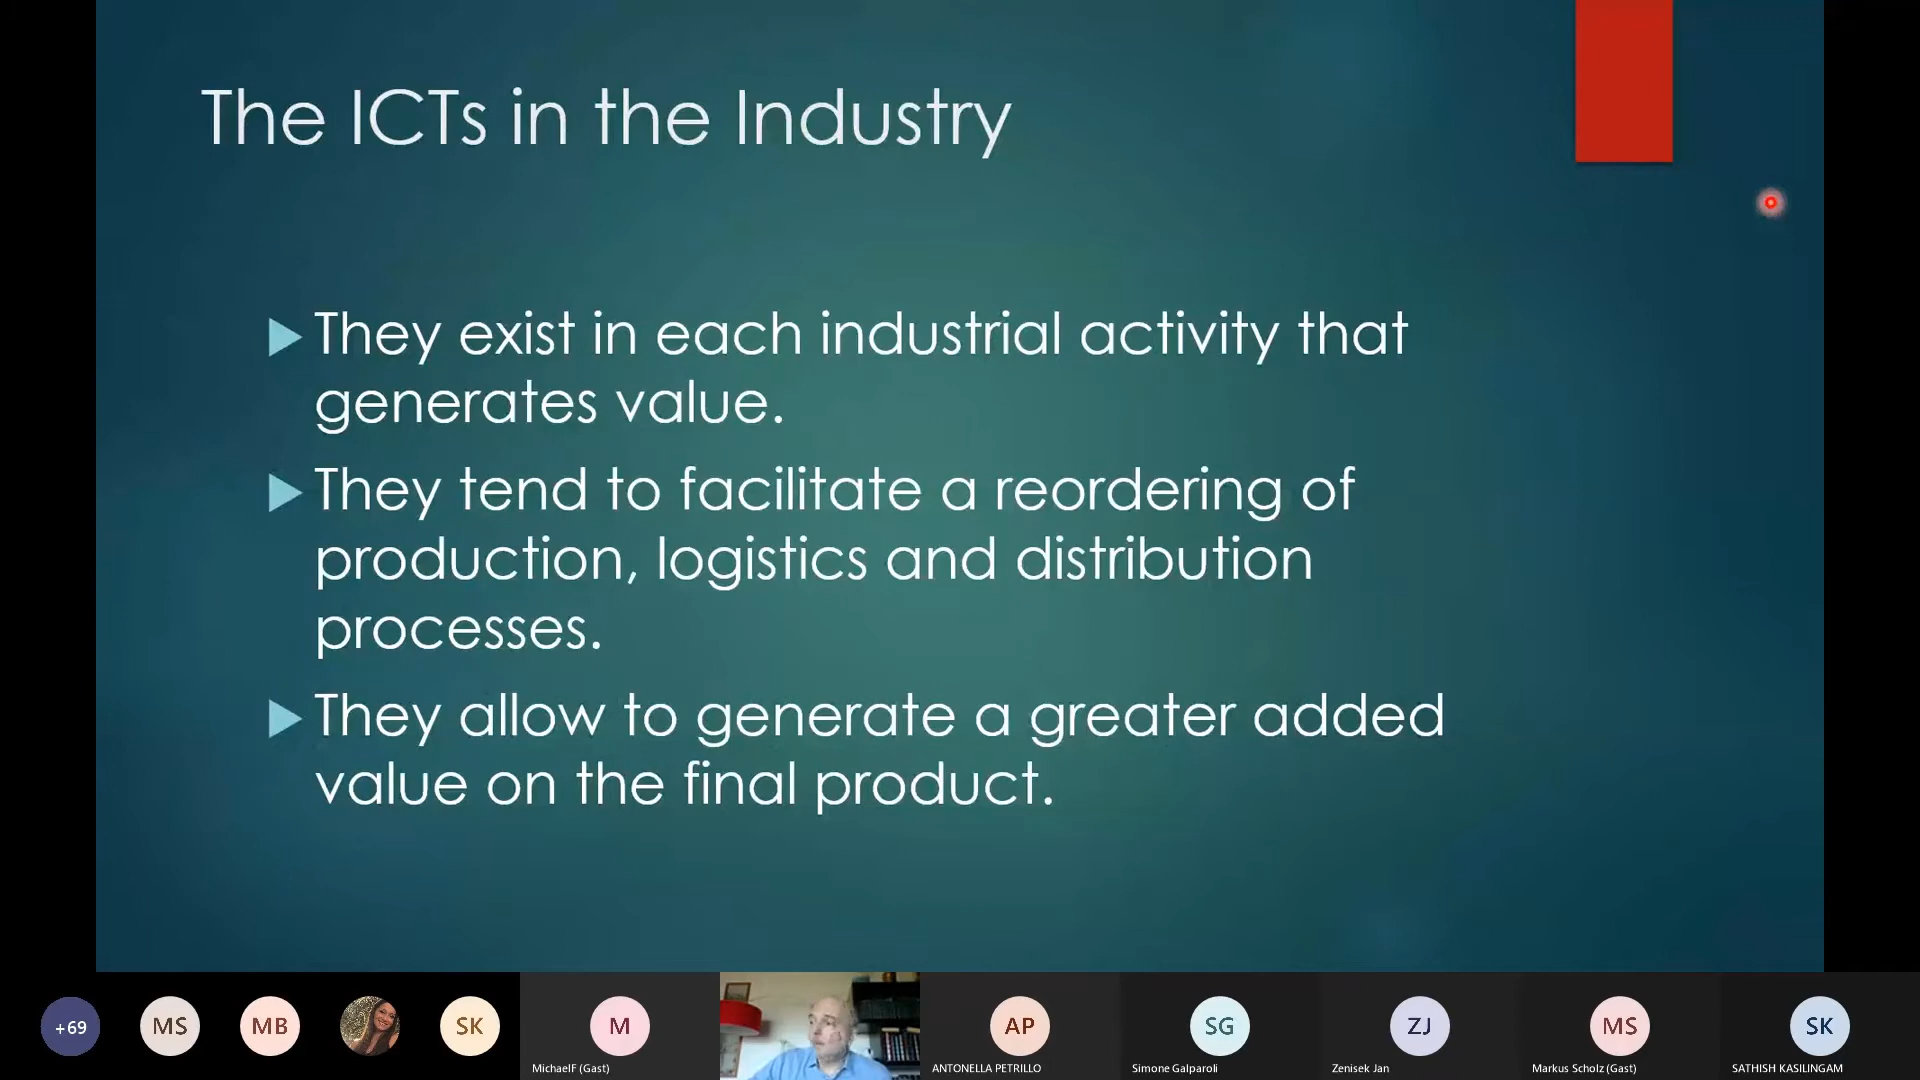 The ICTs in the Industry
They exist in each industrial activity that
generates value.
They tend to facilitate a reordering of
production, logistics and distribution
processes.
They allow to generate a greater added
value on the final product.
+69
MS
MB
SK
M
AP
SG
ZJ
MS
SK
MichaelF (Gast)
ANTONELLA PETRILLO
Simone Galparoli
Zenisek Jan
Markus Scholz (Gast)
SATHISH KASILINGAM